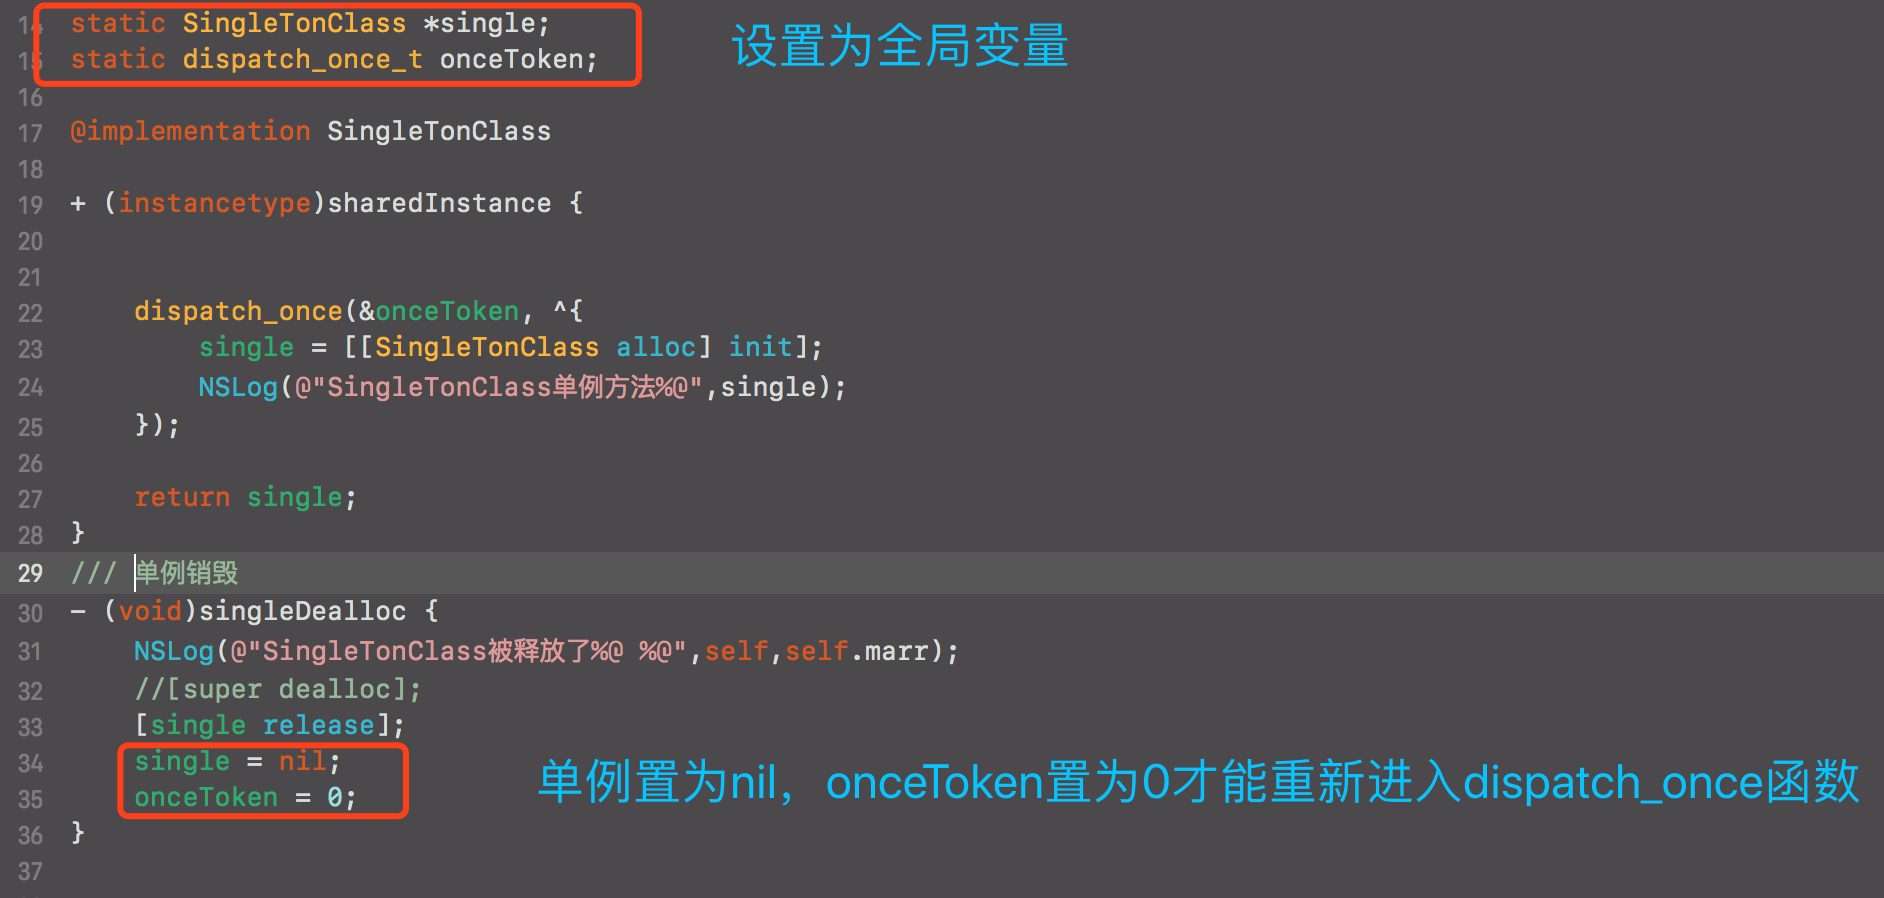 14 static SingleTonClass *single;
设置为全局变量
15 static dispatch_once_t onceToken;
16
17 @implementation SingleTonClass
18
19 + (instancetype)sharedInstance {
20
21
22 dispatch_once(&onceToken, ^{
23 single = [[SingleTonClass alloc] init];
24 NSLog(@"SingleTonClass单例方法%@",single);
25 });
26
27 return single;
28 }
29 /// 单例销毁
30 – (void)singleDealloc {
31 NSLog(@"SingleTonClass被释放了%@ %@",self,self.marr);
32 //[super dealloc];
33 [single release];
34 single = nil;
单例置为nil，onceToken置为0才能重新进入dispatch_once函数
35 onceToken = 0;
36 }
37